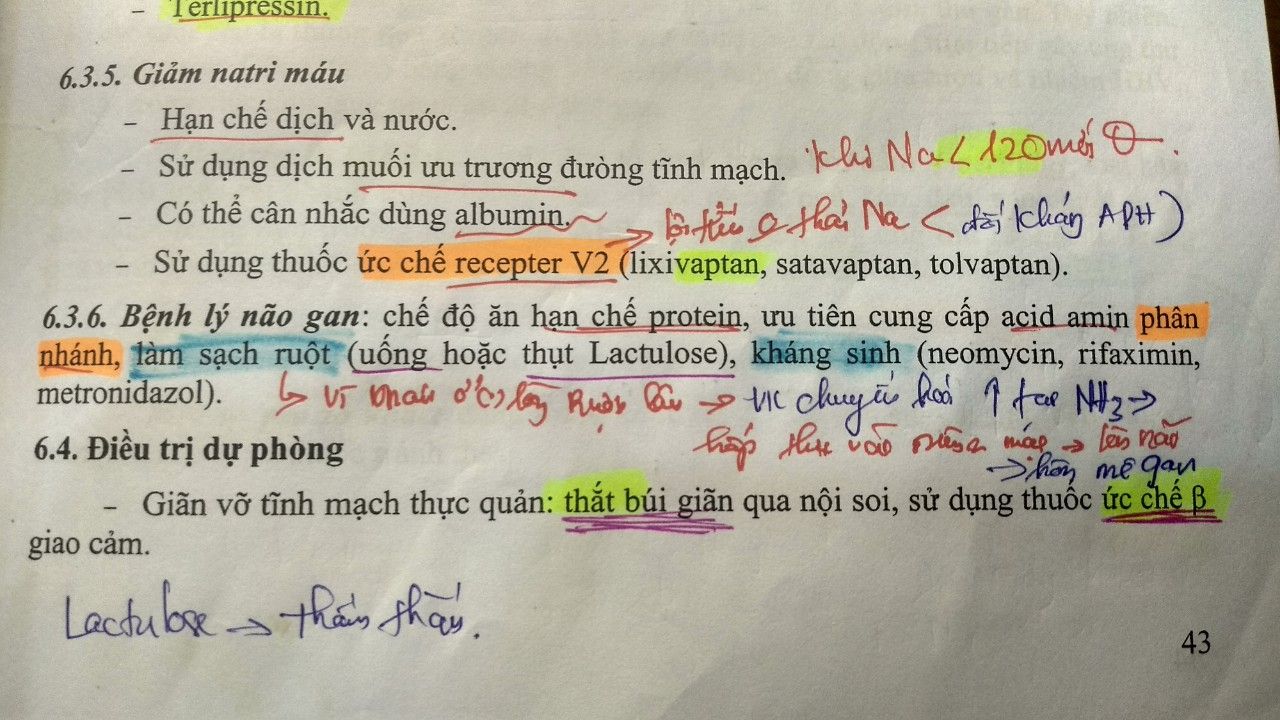 – Terlipressin.
6.3.5. Giảm natri máu
– Hạn chế dịch và nước.
– Sử dụng dịch muối ưu trương đường tĩnh mạch. Khi Na < 120 mới
– Có thể cân nhắc dùng albumin.
→ lợi tiểu thải Na < (đối kháng ADH)
– Sử dụng thuốc ức chế recepter V2 (lixivaptan, satavaptan, tolvaptan).
6.3.6. Bệnh lý não gan: chế độ ăn hạn chế protein, ưu tiên cung cấp acid amin phân
nhánh, làm sạch ruột (uống hoặc thụt Lactulose), kháng sinh (neomycin, rifaximin,
metronidazol).
↳ Vì ruột lâu → VK chuyển hoá ↑ tạo NH3 →
hấp thu vào máu → lên não
→ hôn mê gan
6.4. Điều trị dự phòng
– Giãn vỡ tĩnh mạch thực quản: thắt búi giãn qua nội soi, sử dụng thuốc ức chế β
giao cảm.
Lactulose → thẩm thấu.
43